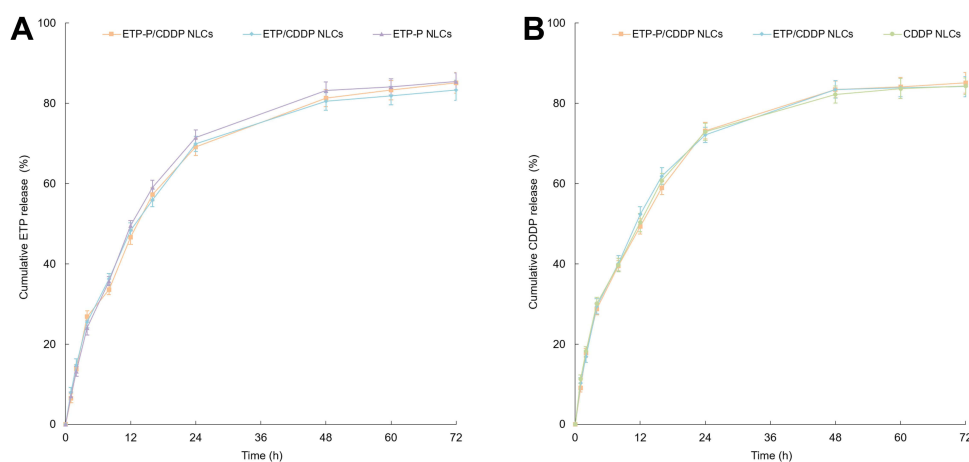 A
ETP-P/CDDP NLCs ETP/CDDP NLCs ETP-P NLCs
Cumulative ETP release (%)
100
80
60
40
20
0
0 12 24 36 48 60 72
Time (h)
B
ETP-P/CDDP NLCs ETP/CDDP NLCs CDDP NLCs
Cumulative CDDP release (%)
100
80
60
40
20
0
0 12 24 36 48 60 72
Time (h)